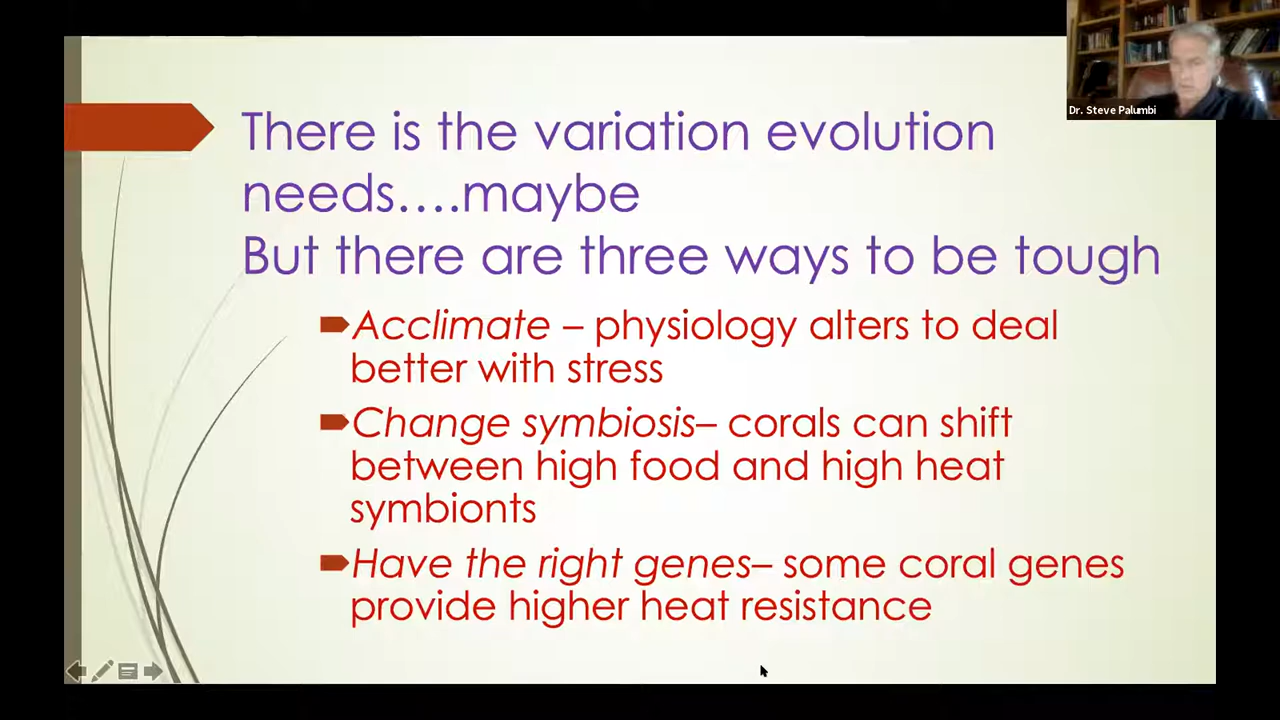 Dr. Steve Palumbi
There is the variation evolution
needs….maybe
But there are three ways to be tough
Acclimate – physiology alters to deal
better with stress
Change symbiosis– corals can shift
between high food and high heat
symbionts
Have the right genes– some coral genes
provide higher heat resistance